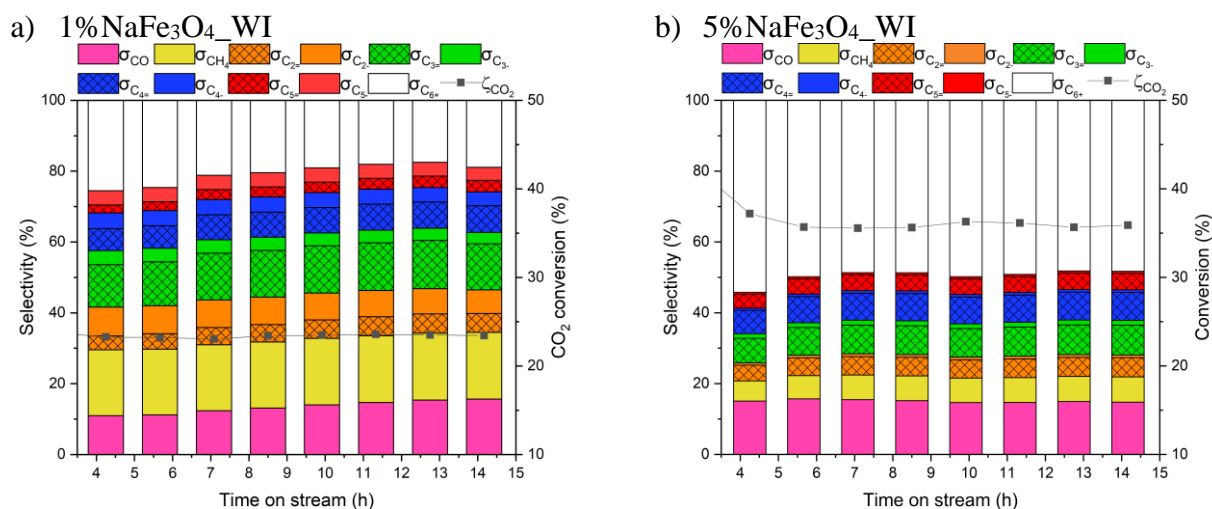 a) 1%NaFe₃O₄_WI
σCO σCH4 σC2= σC2- σC3= σC3-
σC4= σC4- σC5= σC5- σC6+ ζCO2
100
80
60
40
20
0
Selectivity (%)
50
40
30
20
10
CO₂ conversion (%)
4 5 6 7 8 9 10 11 12 13 14 15
Time on stream (h)
b) 5%NaFe₃O₄_WI
σCO σCH4 σC2= σC2- σC3= σC3-
σC4= σC4- σC5= σC5- σC6+ ζCO2
100
80
60
40
20
0
Selectivity (%)
50
40
30
20
10
Conversion (%)
4 5 6 7 8 9 10 11 12 13 14 15
Time on stream (h)